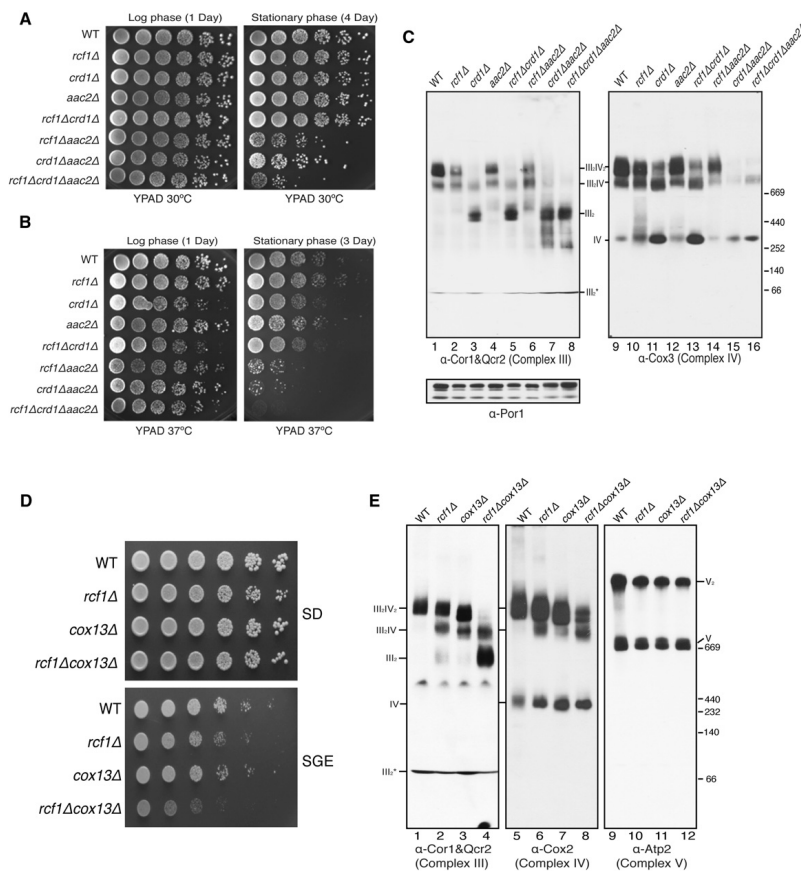 A
Log phase (1 Day) Stationary phase (4 Day)
WT
rcf1Δ
crd1Δ
aac2Δ
rcf1Δcrd1Δ
rcf1Δaac2Δ
crd1Δaac2Δ
rcf1Δcrd1Δaac2Δ
YPAD 30ºC YPAD 30ºC
B
Log phase (1 Day) Stationary phase (3 Day)
WT
rcf1Δ
crd1Δ
aac2Δ
rcf1Δcrd1Δ
rcf1Δaac2Δ
crd1Δaac2Δ
rcf1Δcrd1Δaac2Δ
YPAD 37ºC YPAD 37ºC
C
WT rcf1Δ crd1Δ aac2Δ rcf1Δcrd1Δ rcf1Δaac2Δ crd1Δaac2Δ rcf1Δcrd1Δaac2Δ
WT rcf1Δ crd1Δ aac2Δ rcf1Δcrd1Δ rcf1Δaac2Δ crd1Δaac2Δ rcf1Δcrd1Δaac2Δ
III₂IV₂
III₂IV
III₂
IV
III₂*
669
440
252
140
66
1 2 3 4 5 6 7 8
9 10 11 12 13 14 15 16
α-Cor1&Qcr2 (Complex III)
α-Cox3 (Complex IV)
α-Por1
D
WT
rcf1Δ
cox13Δ
rcf1Δcox13Δ
SD
WT
rcf1Δ
cox13Δ
rcf1Δcox13Δ
SGE
E
WT rcf1Δ cox13Δ rcf1Δcox13Δ
WT rcf1Δ cox13Δ rcf1Δcox13Δ
WT rcf1Δ cox13Δ rcf1Δcox13Δ
III₂IV₂
III₂IV
III₂
IV
III₂*
V₂
V
669
440
232
140
66
1 2 3 4
5 6 7 8
9 10 11 12
α-Cor1&Qcr2
(Complex III)
α-Cox2
(Complex IV)
α-Atp2
(Complex V)